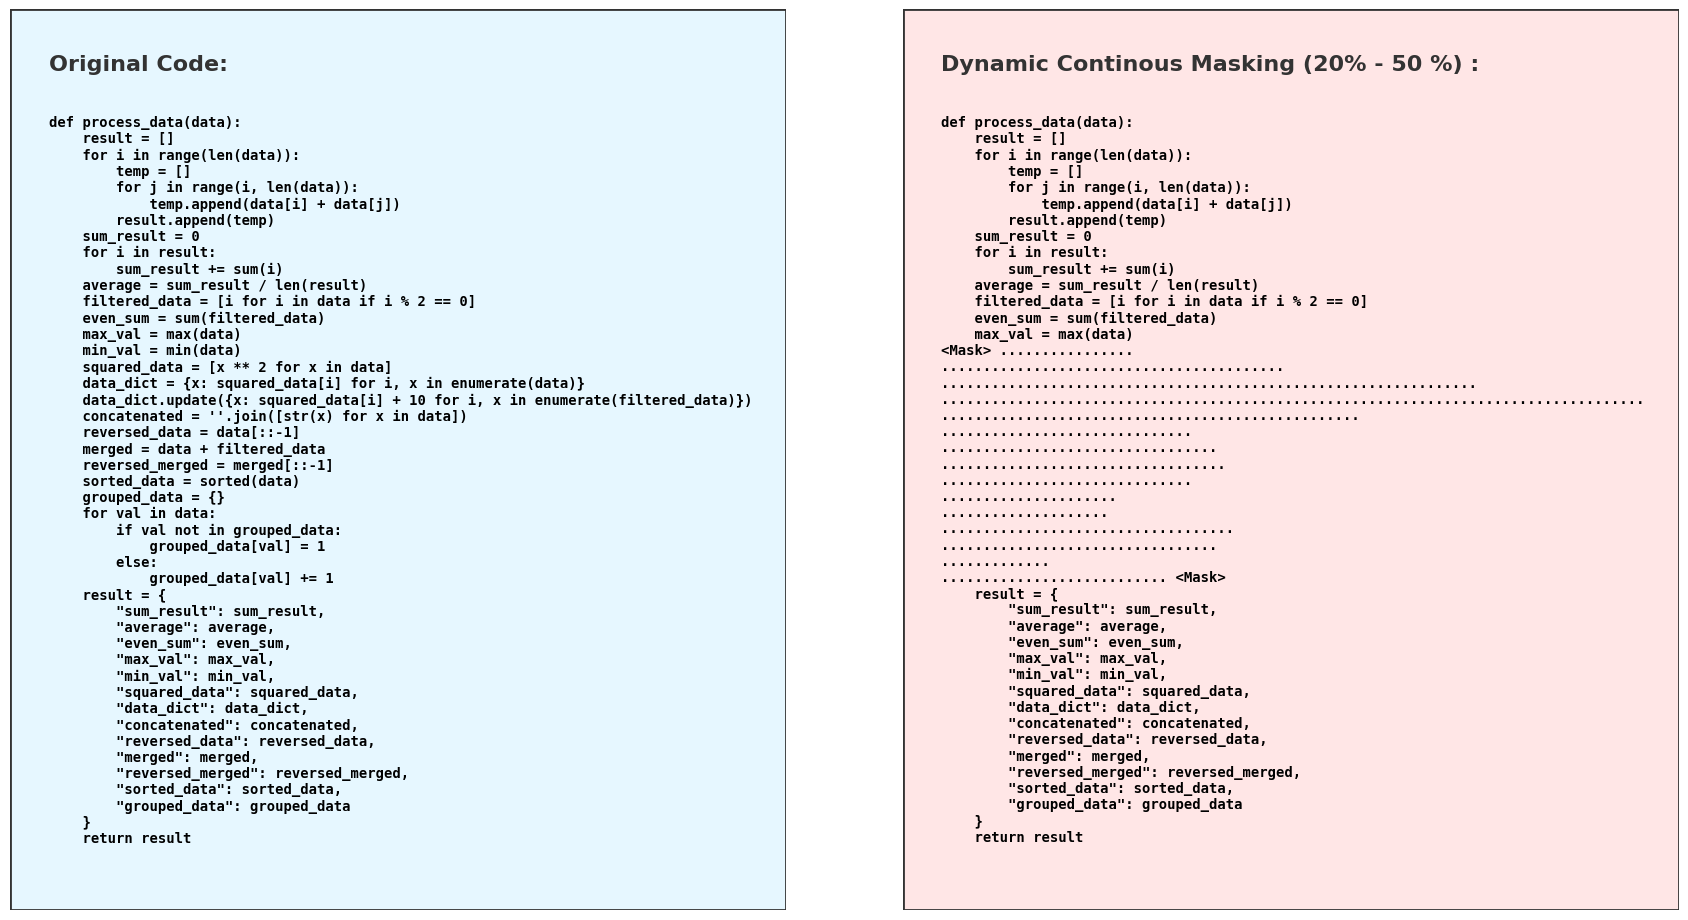 Original Code:
def process_data(data):
    result = []
    for i in range(len(data)):
        temp = []
        for j in range(i, len(data)):
            temp.append(data[i] + data[j])
        result.append(temp)
    sum_result = 0
    for i in result:
        sum_result += sum(i)
    average = sum_result / len(result)
    filtered_data = [i for i in data if i % 2 == 0]
    even_sum = sum(filtered_data)
    max_val = max(data)
    min_val = min(data)
    squared_data = [x ** 2 for x in data]
    data_dict = {x: squared_data[i] for i, x in enumerate(data)}
    data_dict.update({x: squared_data[i] + 10 for i, x in enumerate(filtered_data)})
    concatenated = ''.join([str(x) for x in data])
    reversed_data = data[::-1]
    merged = data + filtered_data
    reversed_merged = merged[::-1]
    sorted_data = sorted(data)
    grouped_data = {}
    for val in data:
        if val not in grouped_data:
            grouped_data[val] = 1
        else:
            grouped_data[val] += 1
    result = {
        "sum_result": sum_result,
        "average": average,
        "even_sum": even_sum,
        "max_val": max_val,
        "min_val": min_val,
        "squared_data": squared_data,
        "data_dict": data_dict,
        "concatenated": concatenated,
        "reversed_data": reversed_data,
        "merged": merged,
        "reversed_merged": reversed_merged,
        "sorted_data": sorted_data,
        "grouped_data": grouped_data
    }
    return result
Dynamic Continous Masking (20% - 50 %) :
def process_data(data):
    result = []
    for i in range(len(data)):
        temp = []
        for j in range(i, len(data)):
            temp.append(data[i] + data[j])
        result.append(temp)
    sum_result = 0
    for i in result:
        sum_result += sum(i)
    average = sum_result / len(result)
    filtered_data = [i for i in data if i % 2 == 0]
    even_sum = sum(filtered_data)
    max_val = max(data)
<Mask> ................
.........................................
................................................................
....................................................................................
..................................................
..............................
.................................
..................................
..............................
.....................
....................
...................................
.................................
.............
........................... <Mask>
    result = {
        "sum_result": sum_result,
        "average": average,
        "even_sum": even_sum,
        "max_val": max_val,
        "min_val": min_val,
        "squared_data": squared_data,
        "data_dict": data_dict,
        "concatenated": concatenated,
        "reversed_data": reversed_data,
        "merged": merged,
        "reversed_merged": reversed_merged,
        "sorted_data": sorted_data,
        "grouped_data": grouped_data
    }
    return result